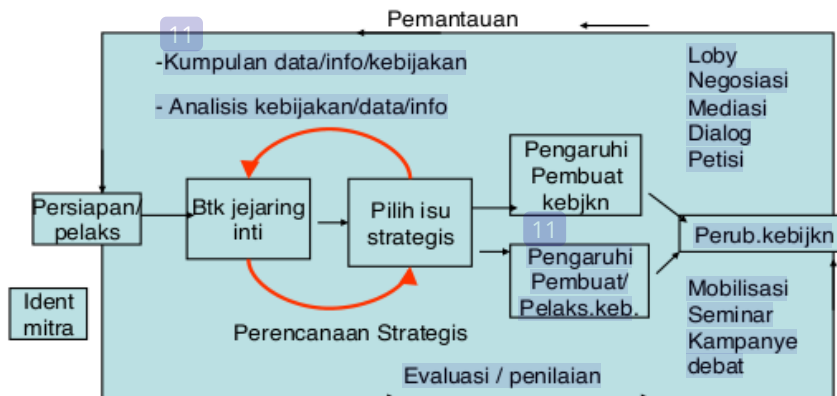 Pemantauan
11
-Kumpulan data/info/kebijakan
- Analisis kebijakan/data/info
Loby
Negosiasi
Mediasi
Dialog
Petisi
Persiapan/
pelaks
Btk jejaring
inti
Pilih isu
strategis
Pengaruhi
Pembuat
kebjkn
11
Pengaruhi
Pembuat/
Pelaks.keb.
Perub.kebijkn
Ident
mitra
Perencanaan Strategis
Mobilisasi
Seminar
Kampanye
debat
Evaluasi / penilaian